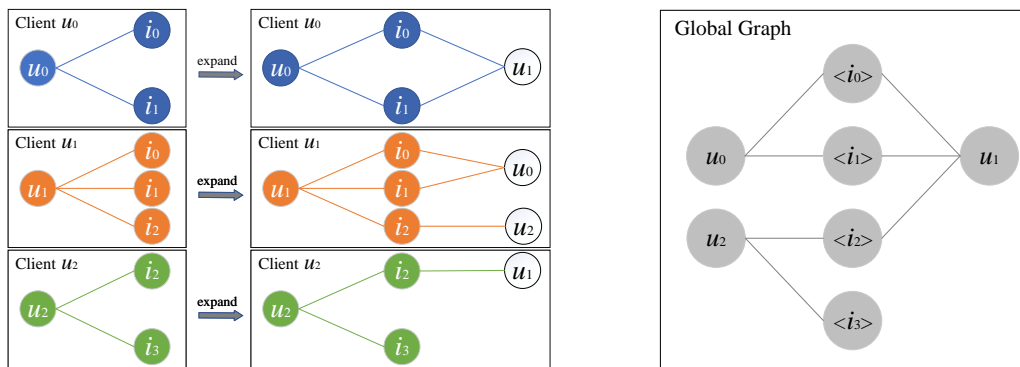 Client u0
u0
i0
i1
expand
Client u0
u0
i0
i1
u1
Client u1
u1
i0
i1
i2
expand
Client u1
u1
i0
i1
i2
u0
u2
Client u2
u2
i2
i3
expand
Client u2
u2
i2
i3
u1
Global Graph
<i0>
u0
<i1>
u1
u2
<i2>
<i3>